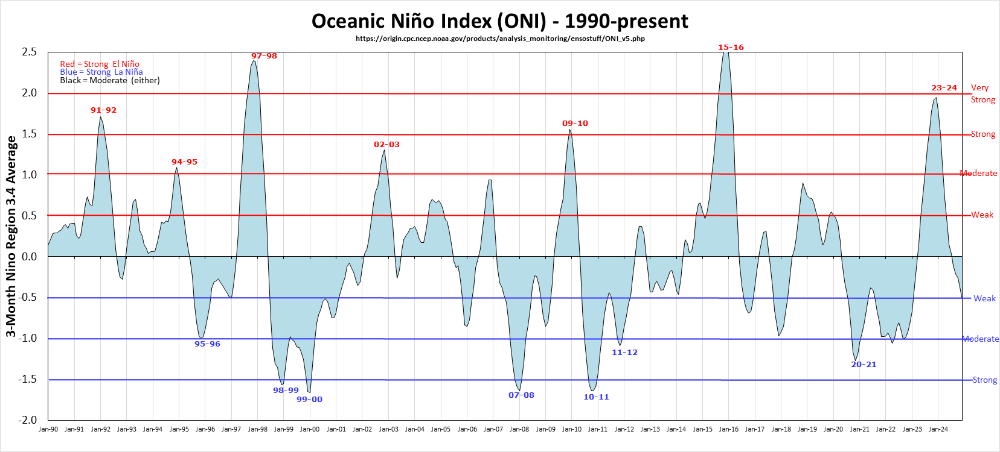 Oceanic Niño Index (ONI) - 1990-present
https://origin.cpc.ncep.noaa.gov/products/analysis_monitoring/ensostuff/ONI_v5.php
Red = Strong El Niño
Blue = Strong La Niña
Black = Moderate (either)
3-Month Nino Region 3.4 Average
2.5
2.0
1.5
1.0
0.5
0.0
-0.5
-1.0
-1.5
-2.0
91-92
94-95
97-98
02-03
09-10
15-16
23-24
95-96
98-99
99-00
07-08
10-11
11-12
20-21
Very
Strong
Strong
Moderate
Weak
Weak
Moderate
Strong
Jan-90 Jan-91 Jan-92 Jan-93 Jan-94 Jan-95 Jan-96 Jan-97 Jan-98 Jan-99 Jan-00 Jan-01 Jan-02 Jan-03 Jan-04 Jan-05 Jan-06 Jan-07 Jan-08 Jan-09 Jan-10 Jan-11 Jan-12 Jan-13 Jan-14 Jan-15 Jan-16 Jan-17 Jan-18 Jan-19 Jan-20 Jan-21 Jan-22 Jan-23 Jan-24